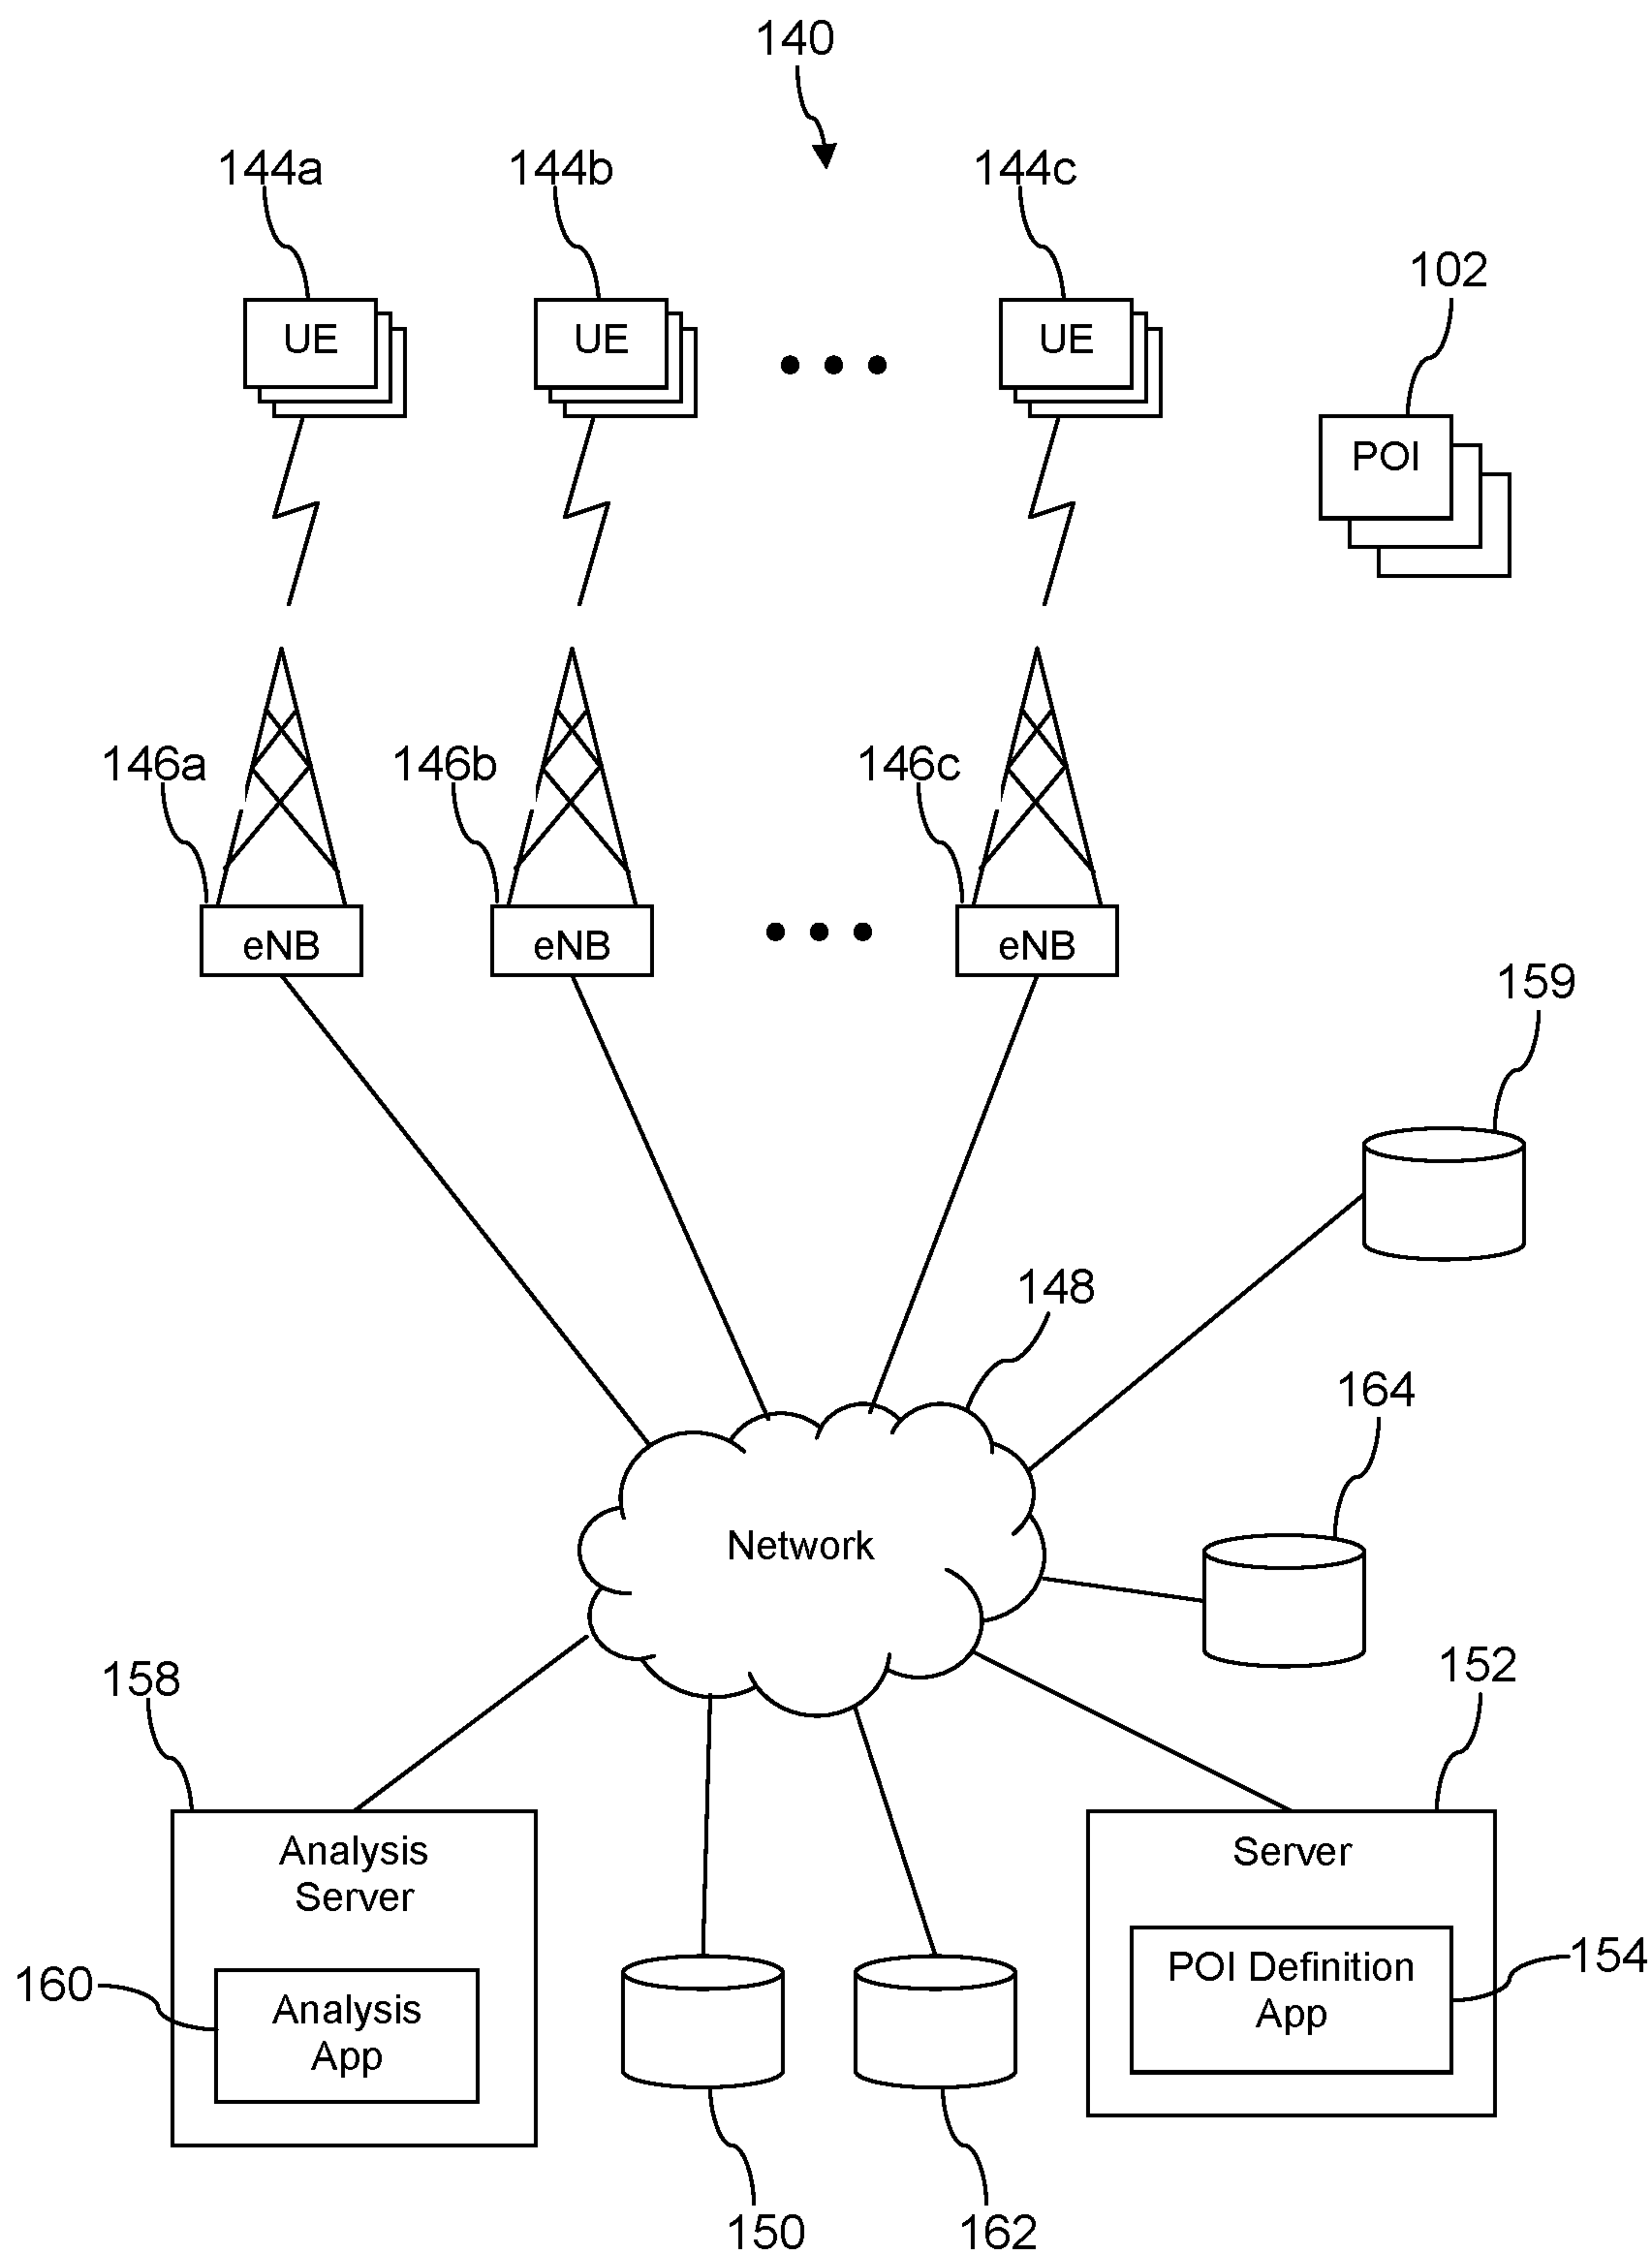 140
144a
144b
144c
102
UE
UE
UE
POI
146a
146b
146c
eNB
eNB
eNB
159
148
164
Network
158
152
Analysis
Server
Server
160
Analysis
App
POI Definition
App
154
150
162